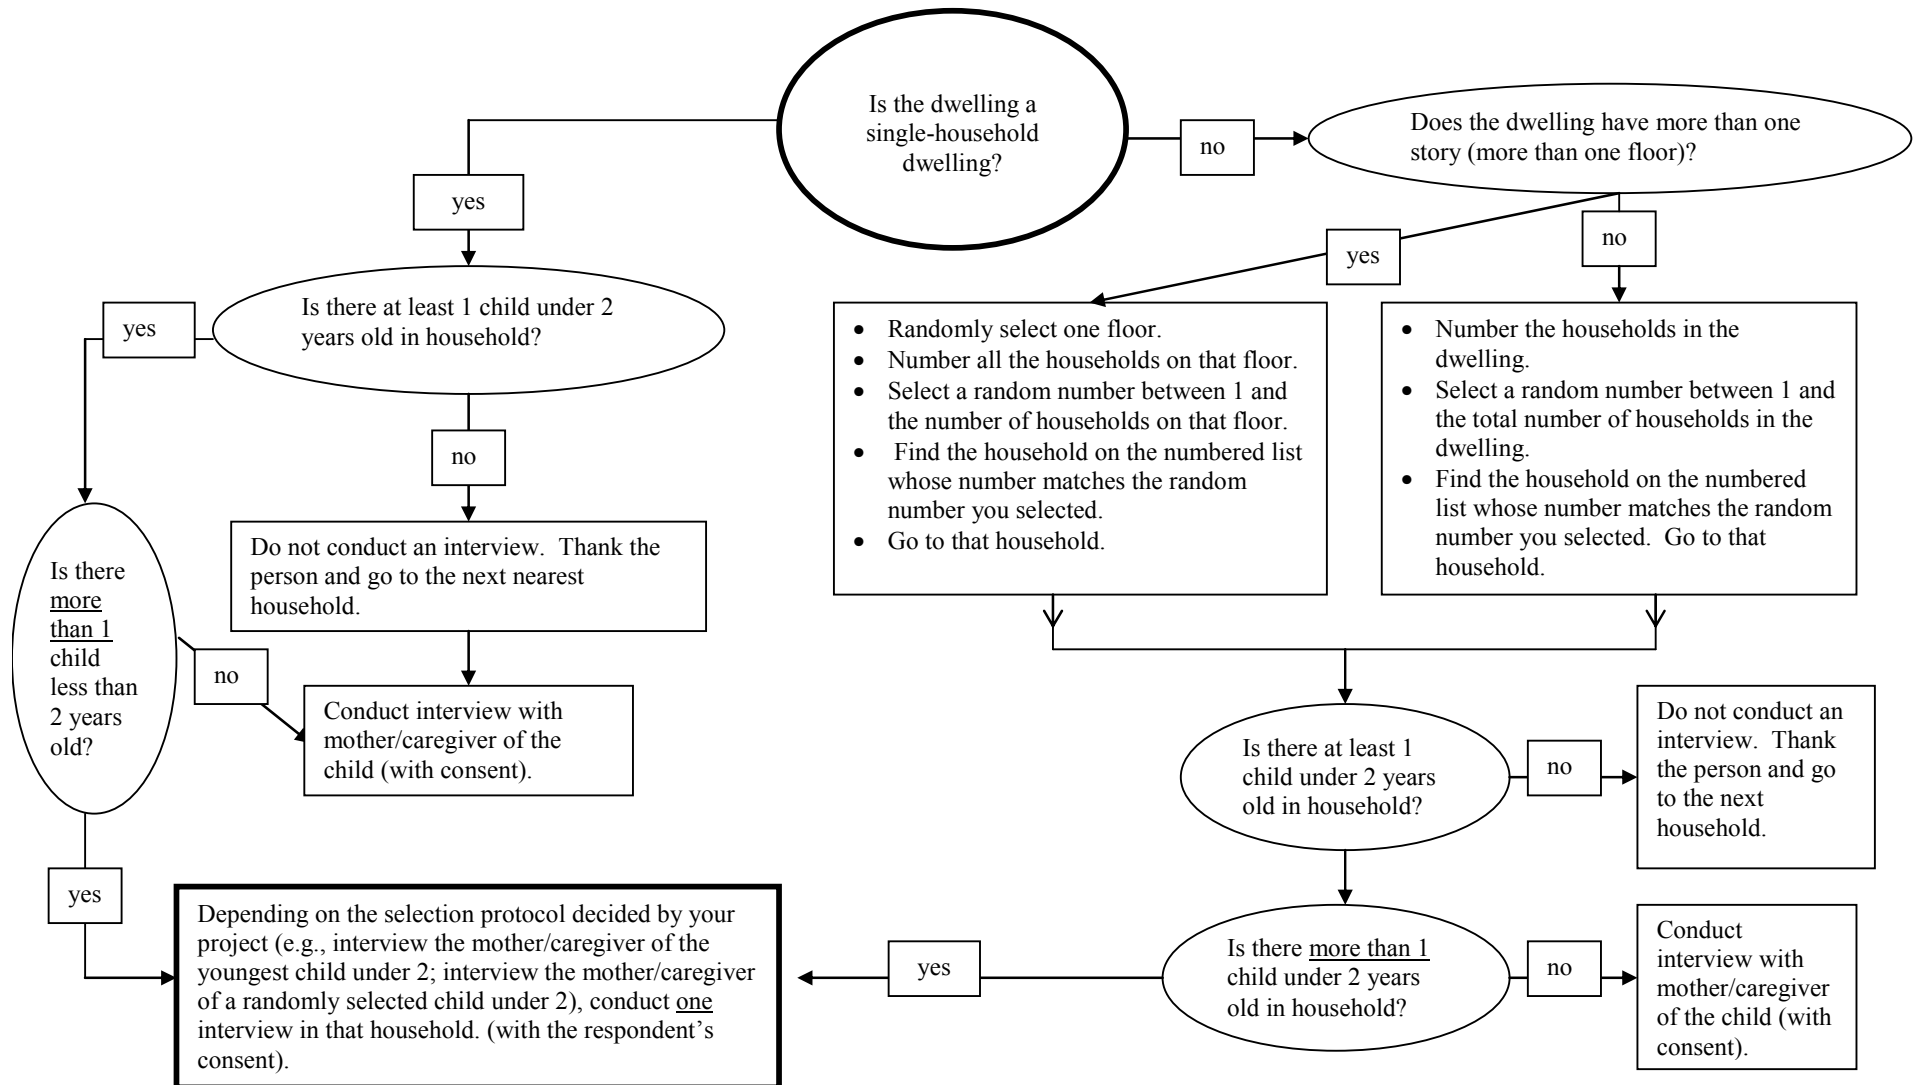 Is the dwelling a
single-household
dwelling?
no
Does the dwelling have more than one
story (more than one floor)?
yes
Is there at least 1 child under 2
years old in household?
yes
no
Do not conduct an interview.  Thank the
person and go to the next nearest
household.
Is there
more
than 1
child
less than
2 years
old?
no
Conduct interview with
mother/caregiver of the
child (with consent).
yes
Depending on the selection protocol decided by your
project (e.g., interview the mother/caregiver of the
youngest child under 2; interview the mother/caregiver
of a randomly selected child under 2), conduct one
interview in that household. (with the respondent’s
consent).
yes
no
• Randomly select one floor.
• Number all the households on that floor.
• Select a random number between 1 and
the number of households on that floor.
• Find the household on the numbered list
whose number matches the random
number you selected.
• Go to that household.
• Number the households in the
dwelling.
• Select a random number between 1 and
the total number of households in the
dwelling.
• Find the household on the numbered
list whose number matches the random
number you selected.  Go to that
household.
Is there at least 1
child under 2 years
old in household?
no
Do not conduct an
interview.  Thank
the person and go
to the next
household.
Is there more than 1
child under 2 years
old in household?
yes
no
Conduct
interview with
mother/caregiver
of the child (with
consent).